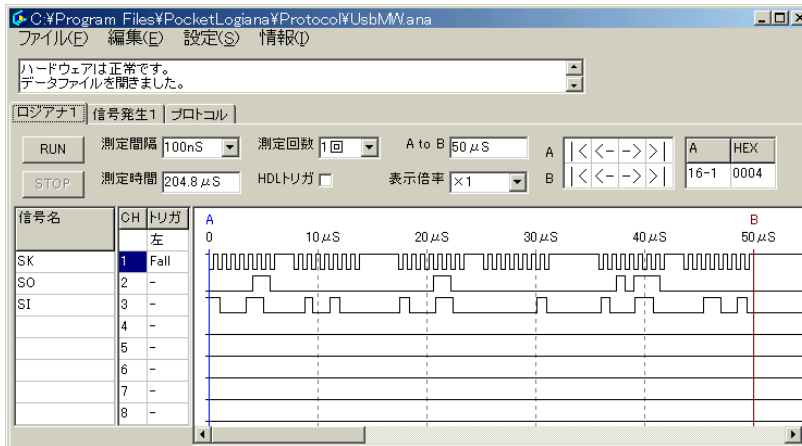 C:¥Program Files¥PocketLogiana¥Protocol¥UsbMW.ana
ファイル(F) 編集(E) 設定(S) 情報(I)
ハードウェアは正常です。
データファイルを開きました。
ロジアナ1 信号発生1 プロトコル
RUN 測定間隔 100nS 測定回数 1回 A to B 50μS A |< <- -> >| A HEX
STOP 測定時間 204.8μS HDLトリガ 表示倍率 ×1 B |< <- -> >| 16-1 0004
信号名 CH トリガ A B
左 0 10μS 20μS 30μS 40μS 50μS
SK 1 Fall
SO 2 -
SI 3 -
4 -
5 -
6 -
7 -
8 -